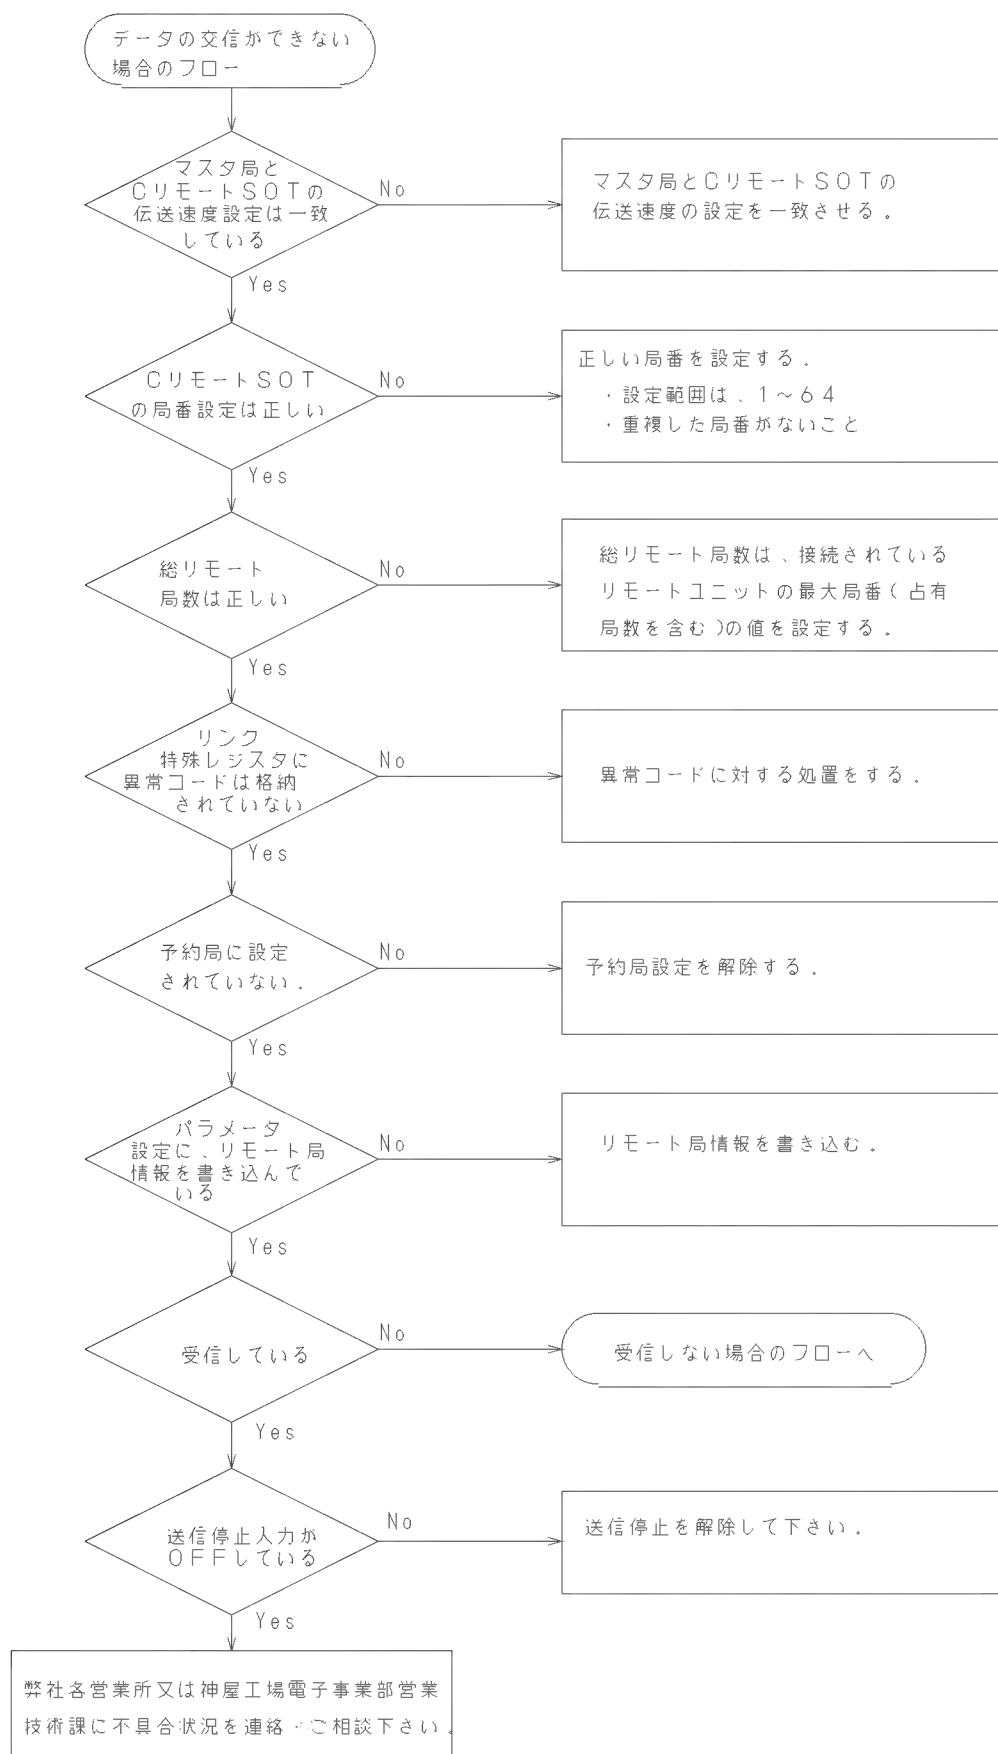 データの交信ができない
場合のフロー
マスタ局と
CリモートSOTの
伝送速度設定は一致
している
No
マスタ局とCリモートSOTの
伝送速度の設定を一致させる．
Yes
CリモートSOT
の局番設定は正しい
No
正しい局番を設定する．
・設定範囲は、1～64
・重複した局番がないこと
Yes
総リモート
局数は正しい
No
総リモート局数は、接続されている
リモートユニットの最大局番(占有
局数を含む)の値を設定する．
Yes
リンク
特殊レジスタに
異常コードは格納
されていない
No
異常コードに対する処置をする．
Yes
予約局に設定
されていない．
No
予約局設定を解除する．
Yes
パラメータ
設定に、リモート局
情報を書き込んで
いる
No
リモート局情報を書き込む．
Yes
受信している
No
受信しない場合のフローへ
Yes
送信停止入力が
OFFしている
No
送信停止を解除して下さい．
Yes
弊社各営業所又は神屋工場電子事業部営業
技術課に不具合状況を連絡・ご相談下さい．